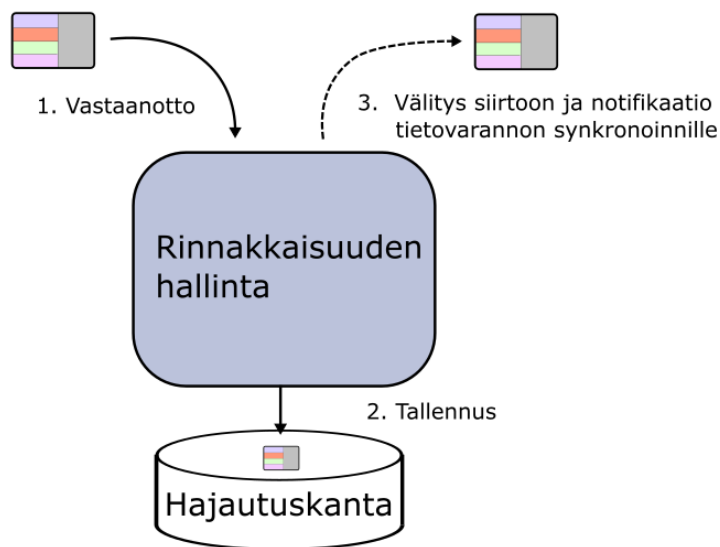 1. Vastaanotto
3. Välitys siirtoon ja notifikaatio
tietovarannon synkronoinnille
Rinnakkaisuuden
hallinta
2. Tallennus
Hajautuskanta